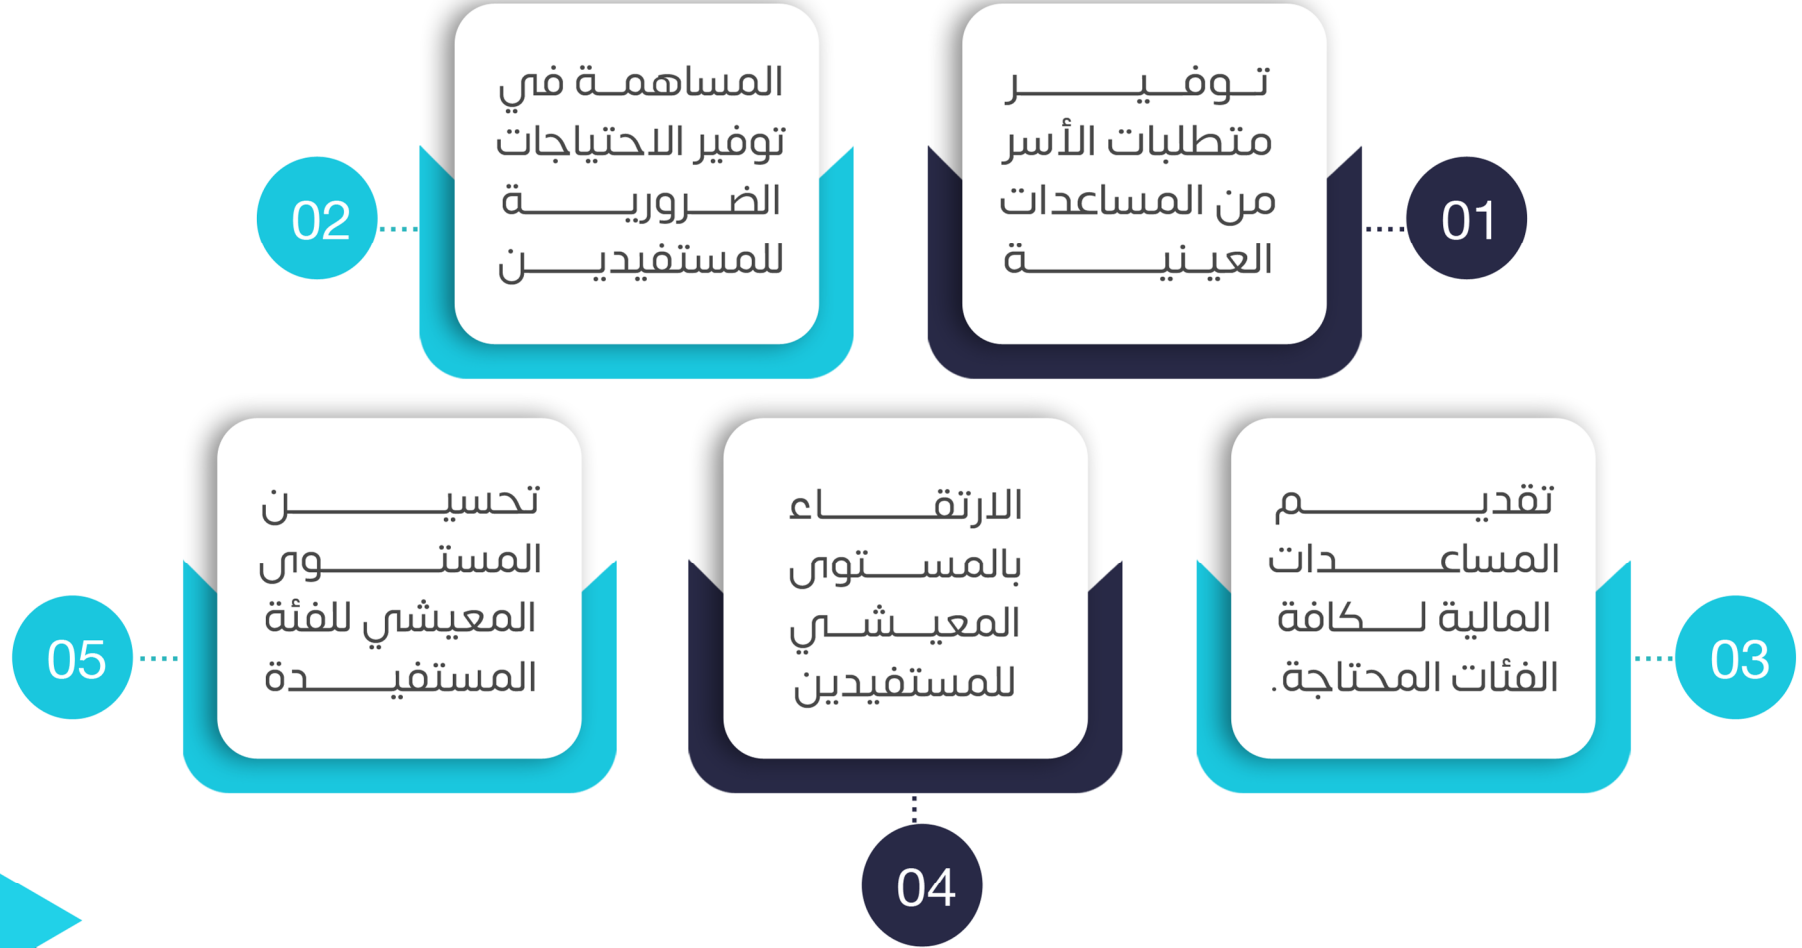 01
توفير
متطلبات الأسر
من المساعدات
العينية
02
المساهمة في
توفير الاحتياجات
الضرورية
للمستفيدين
03
تقديم
المساعدات
المالية لكافة
الفئات المحتاجة.
04
الارتقاء
بالمستوى
المعيشي
للمستفيدين
05
تحسين
المستوى
المعيشي للفئة
المستفيدة